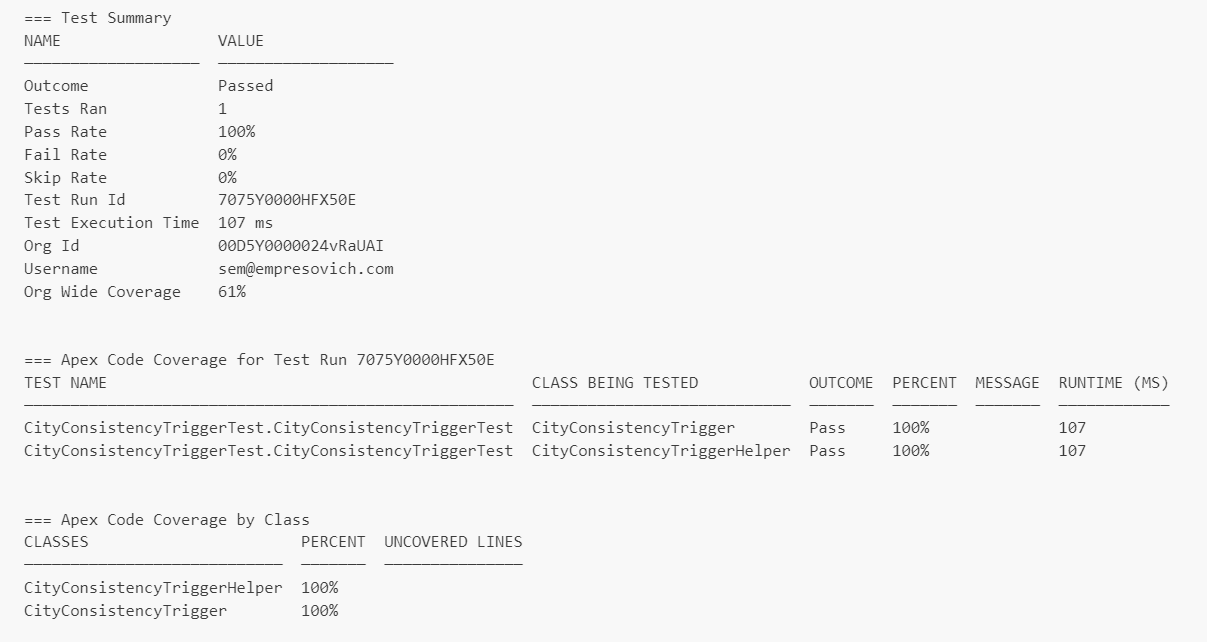 === Test Summary
NAME VALUE
Outcome Passed
Tests Ran 1
Pass Rate 100%
Fail Rate 0%
Skip Rate 0%
Test Run Id 7075Y0000HFX50E
Test Execution Time 107 ms
Org Id 00D5Y0000024vRaUAI
Username sem@empresovich.com
Org Wide Coverage 61%
=== Apex Code Coverage for Test Run 7075Y0000HFX50E
TEST NAME CLASS BEING TESTED OUTCOME PERCENT MESSAGE RUNTIME (MS)
CityConsistencyTriggerTest.CityConsistencyTriggerTest CityConsistencyTrigger Pass 100% 107
CityConsistencyTriggerTest.CityConsistencyTriggerTest CityConsistencyTriggerHelper Pass 100% 107
=== Apex Code Coverage by Class
CLASSES PERCENT UNCOVERED LINES
CityConsistencyTriggerHelper 100%
CityConsistencyTrigger 100%